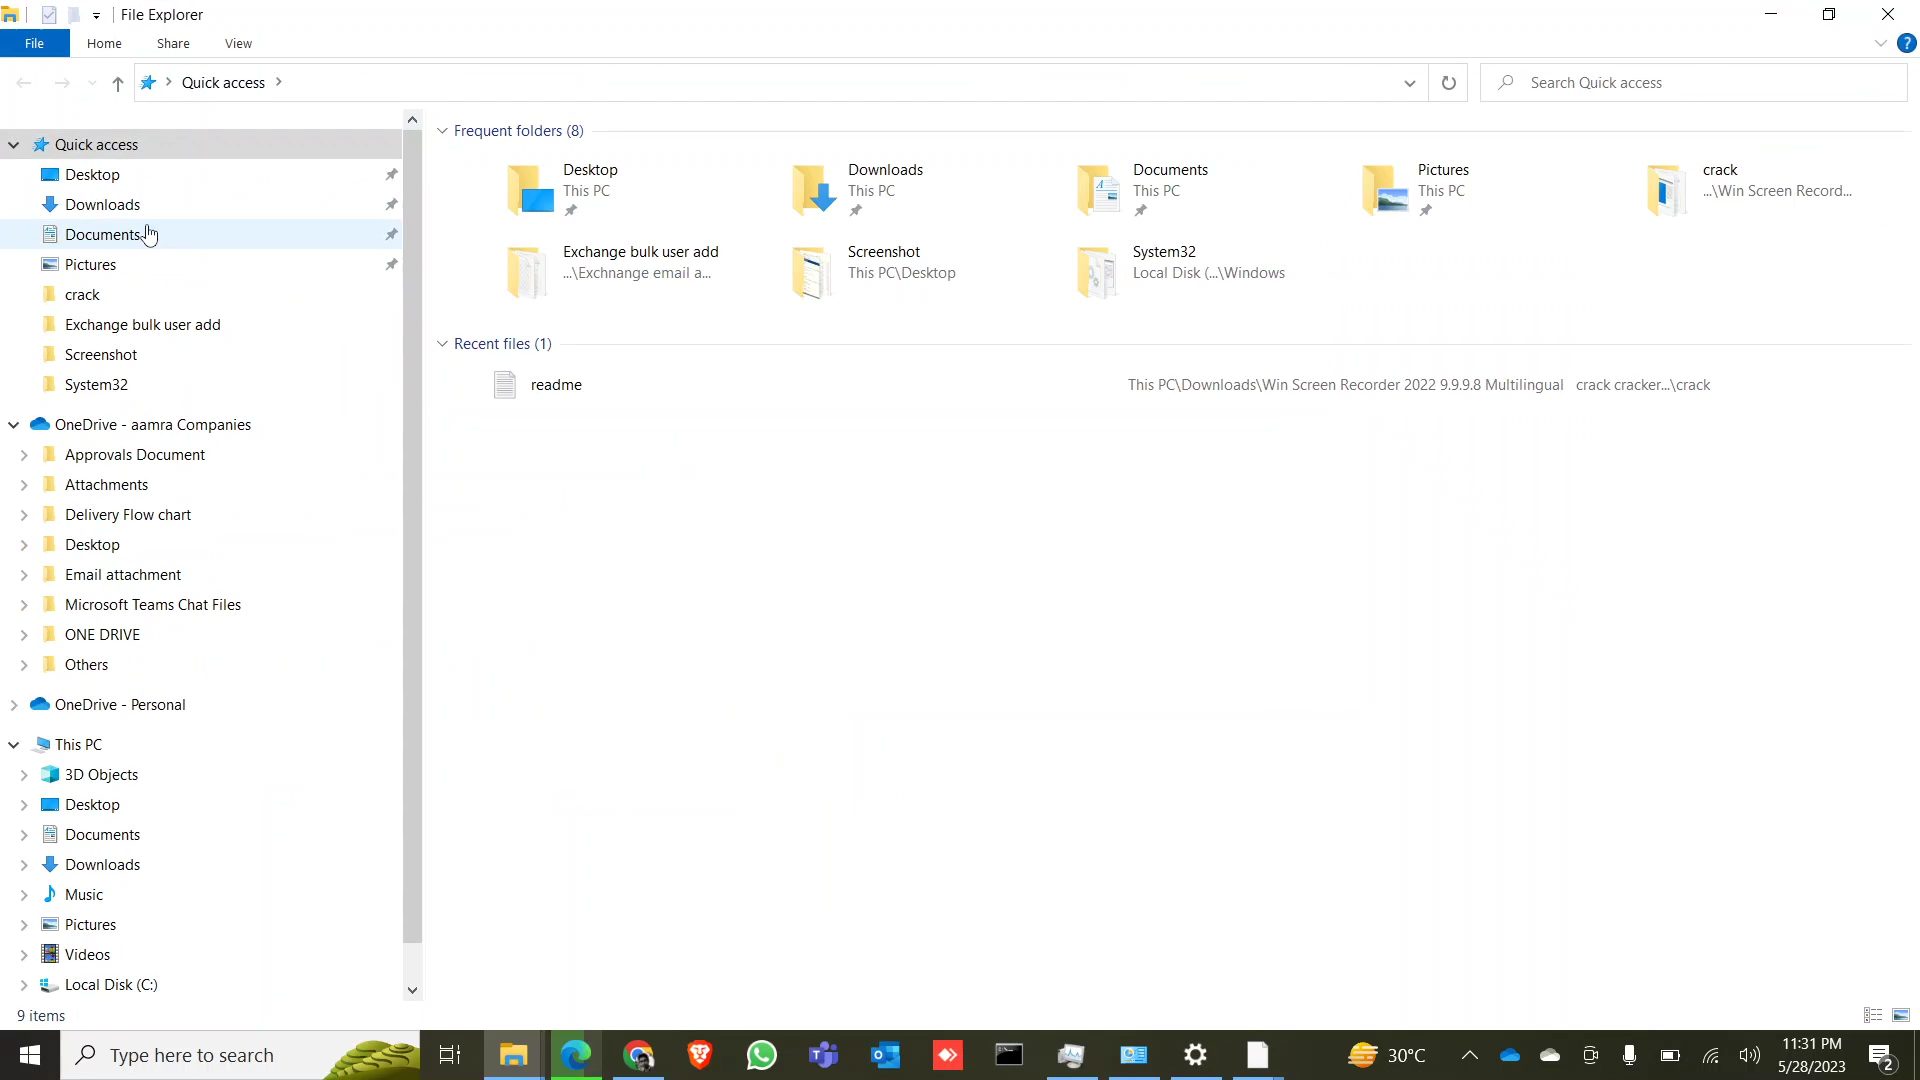 File Explorer
File Home Share View
Quick access
Search Quick access
Quick access
Desktop
Downloads
Documents
Pictures
crack
Exchange bulk user add
Screenshot
System32
OneDrive - aamra Companies
Approvals Document
Attachments
Delivery Flow chart
Desktop
Email attachment
Microsoft Teams Chat Files
ONE DRIVE
Others
OneDrive - Personal
This PC
3D Objects
Desktop
Documents
Downloads
Music
Pictures
Videos
Local Disk (C:)
Frequent folders (8)
Desktop
This PC
Downloads
This PC
Documents
This PC
Pictures
This PC
crack
...\Win Screen Record...
Exchange bulk user add
...\Exchnange email a...
Screenshot
This PC\Desktop
System32
Local Disk (...\Windows
Recent files (1)
readme This PC\Downloads\Win Screen Recorder 2022 9.9.9.8 Multilingual crack cracker...\crack
9 items
Type here to search
30°C
11:31 PM
5/28/2023
2